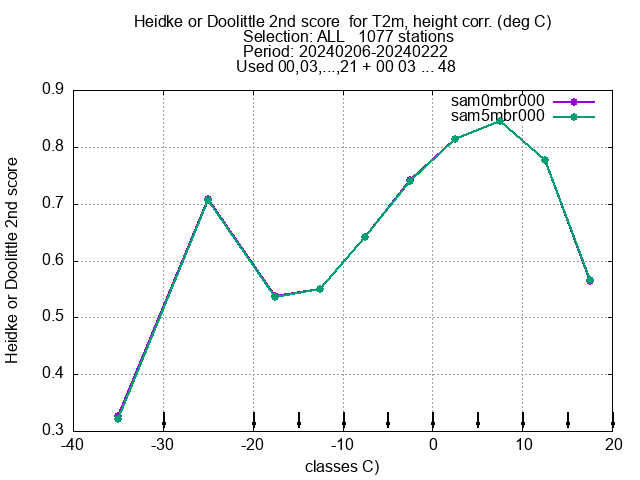 Heidke or Doolittle 2nd score  for T2m, height corr. (deg C)
Selection: ALL   1077 stations
Period: 20240206-20240222
Used 00,03,...,21 + 00 03 ... 48
sam0mbr000
sam5mbr000
Heidke or Doolittle 2nd score
0.9
0.8
0.7
0.6
0.5
0.4
0.3
-40 -30 -20 -10 0 10 20
classes C)